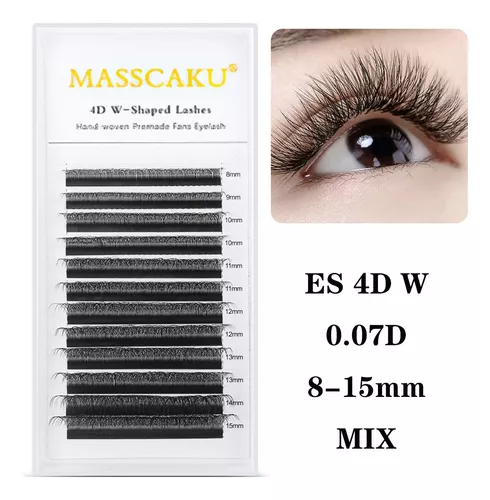 MASSCAKU®
4D W-Shaped Lashes
Hand-woven Premade Fans Eyelash
8mm
9mm
10mm
10mm
11mm
11mm
12mm
12mm
13mm
13mm
14mm
15mm
ES 4D W
0.07D
8-15mm
MIX